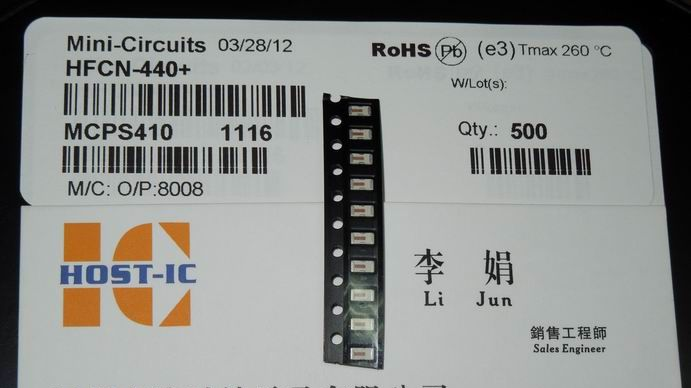 Mini-Circuits 03/28/12 RoHS Pb (e3) Tmax 260 °C
HFCN-440+
W/Lot(s):
MCPS410 1116 Qty.: 500
M/C: O/P:8008
IC
HOST-IC
李 娟
Li Jun
銷售工程師
Sales Engineer